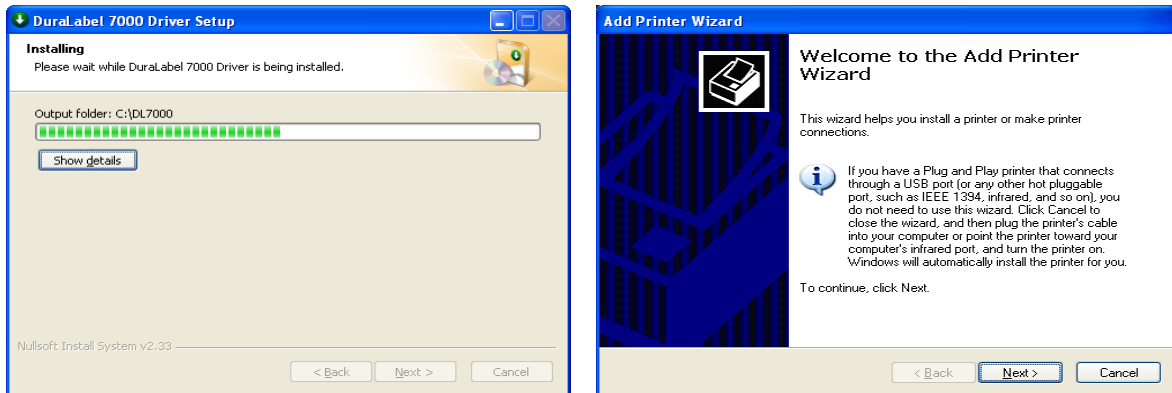 DuraLabel 7000 Driver Setup
Installing
Please wait while DuraLabel 7000 Driver is being installed.
Output folder: C:\DL7000
Show details
Nullsoft Install System v2.33
< Back
Next >
Cancel
Add Printer Wizard
Welcome to the Add Printer
Wizard
This wizard helps you install a printer or make printer
connections.
If you have a Plug and Play printer that connects
through a USB port (or any other hot pluggable
port, such as IEEE 1394, infrared, and so on), you
do not need to use this wizard. Click Cancel to
close the wizard, and then plug the printer's cable
into your computer or point the printer toward your
computer's infrared port, and turn the printer on.
Windows will automatically install the printer for you.
To continue, click Next.
< Back
Next >
Cancel